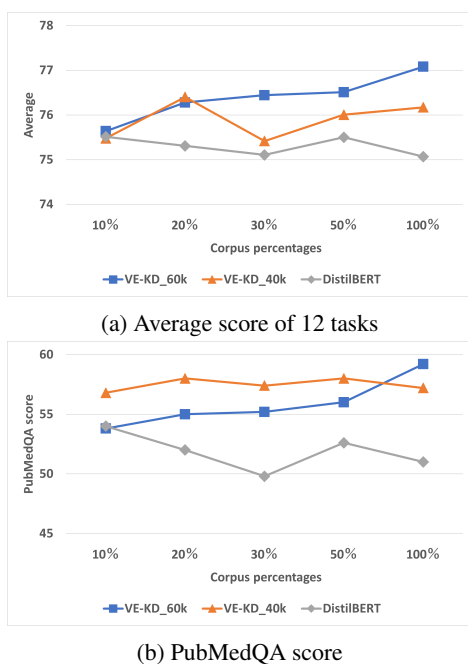 78
77
76
75
74
Average
10% 20% 30% 50% 100%
Corpus percentages
VE-KD_60k VE-KD_40k DistilBERT
(a) Average score of 12 tasks
60
55
50
45
PubMedQA score
10% 20% 30% 50% 100%
Corpus percentages
VE-KD_60k VE-KD_40k DistilBERT
(b) PubMedQA score